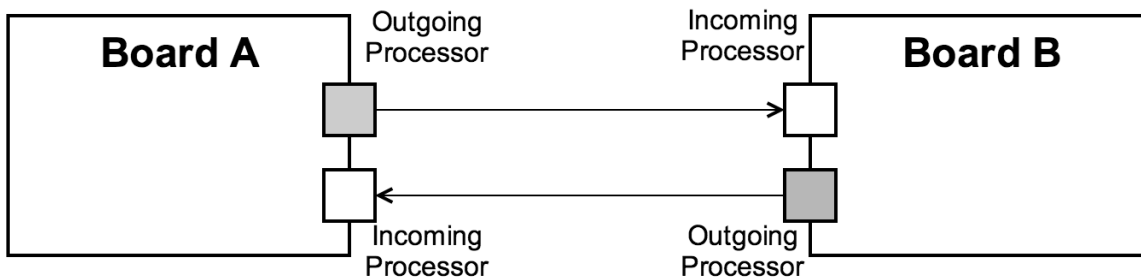 Outgoing
Processor
Incoming
Processor
Board A
Board B
Incoming
Processor
Outgoing
Processor